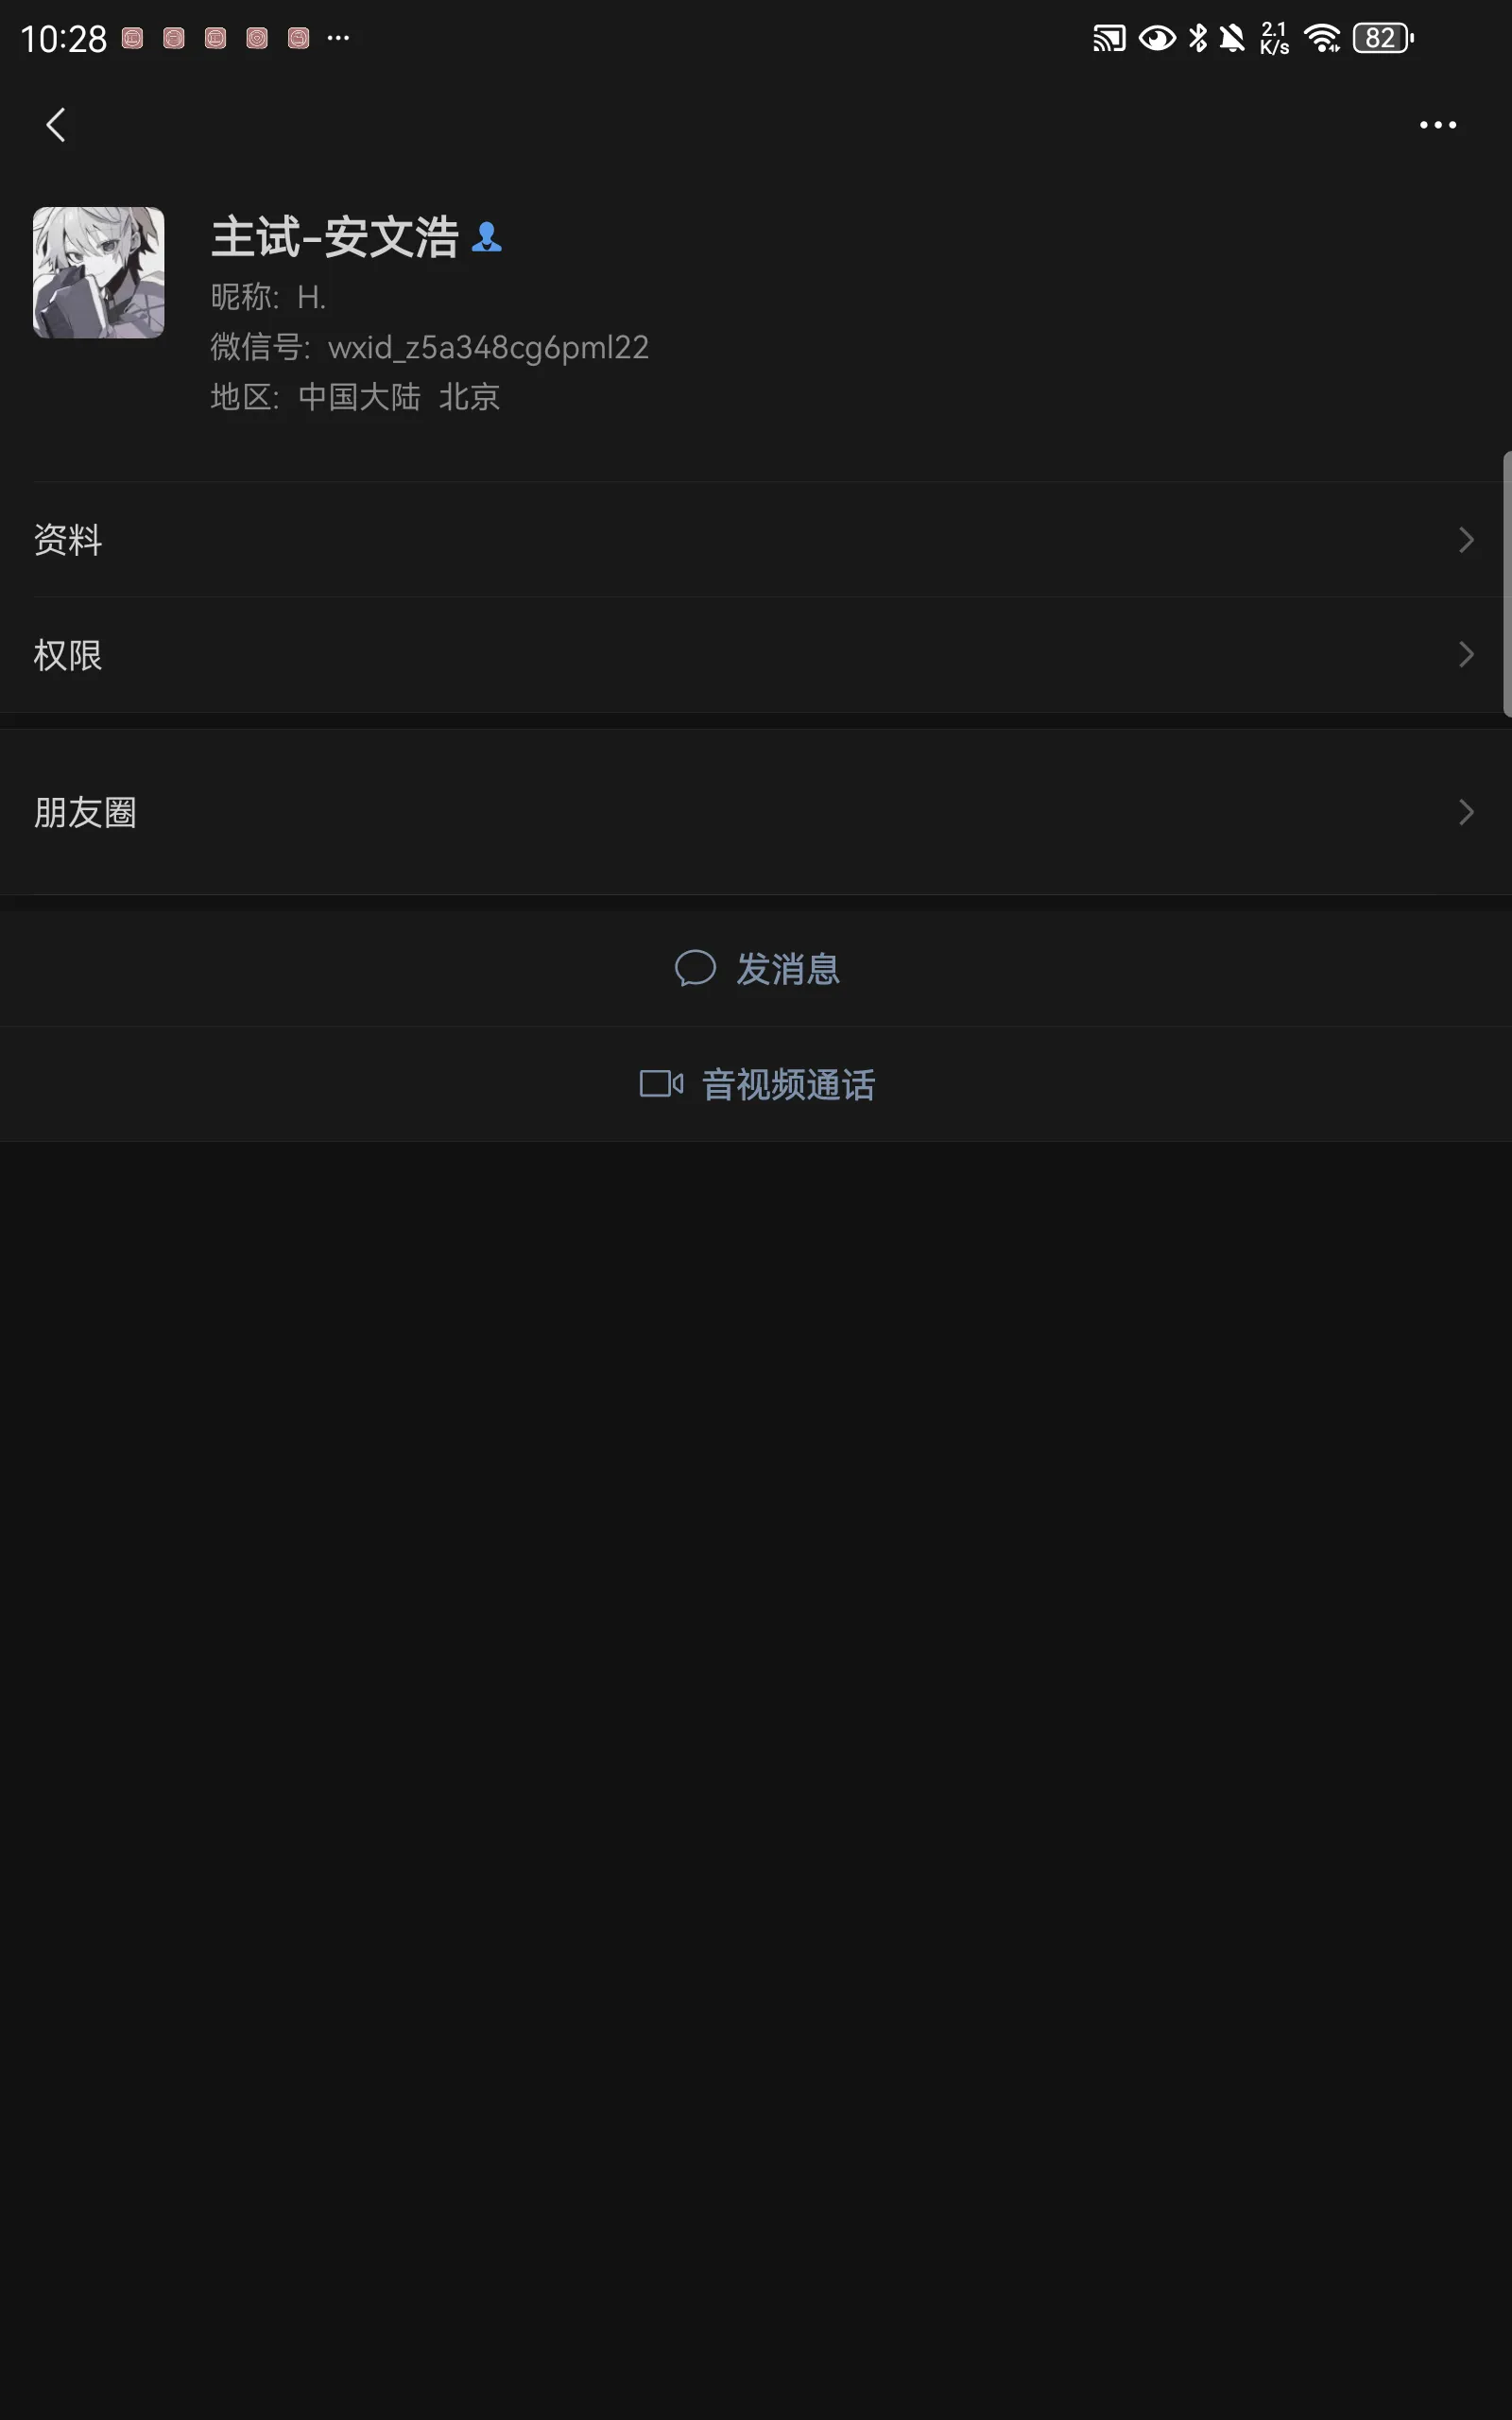 10:28
2.1 K/s
82
主试-安文浩
昵称: H.
微信号: wxid_z5a348cg6pml22
地区: 中国大陆 北京
资料
权限
朋友圈
发消息
音视频通话